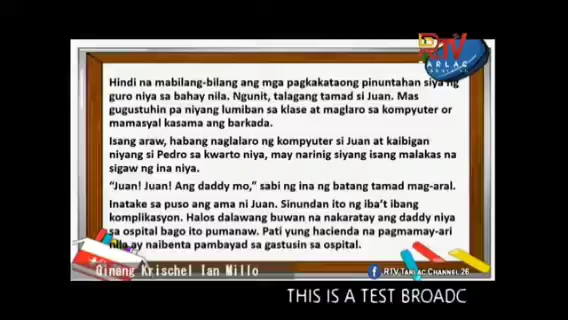 RTV
TARLAC
Hindi na mabilang-bilang ang mga pagkakataong pinuntahan siya ng
guro niya sa bahay nila. Ngunit, talagang tamad si Juan. Mas
gugustuhin pa niyang lumiban sa klase at maglaro sa kompyuter or
mamasyal kasama ang barkada.
Isang araw, habang naglalaro ng kompyuter si Juan at kaibigan
niyang si Pedro sa kwarto niya, may narinig siyang isang malakas na
sigaw ng ina niya.
“Juan! Juan! Ang daddy mo,” sabi ng ina ng batang tamad mag-aral.
Inatake sa puso ang ama ni Juan. Sinundan ito ng iba’t ibang
komplikasyon. Halos dalawang buwan na nakaratay ang daddy niya
sa ospital bago ito pumanaw. Pati yung hacienda na pagmamay-ari
nila ay naibenta pambayad sa gastusin sa ospital.
Ginang Krischel Ian Millo
RTV Tarlac Channel 26
THIS IS A TEST BROADC